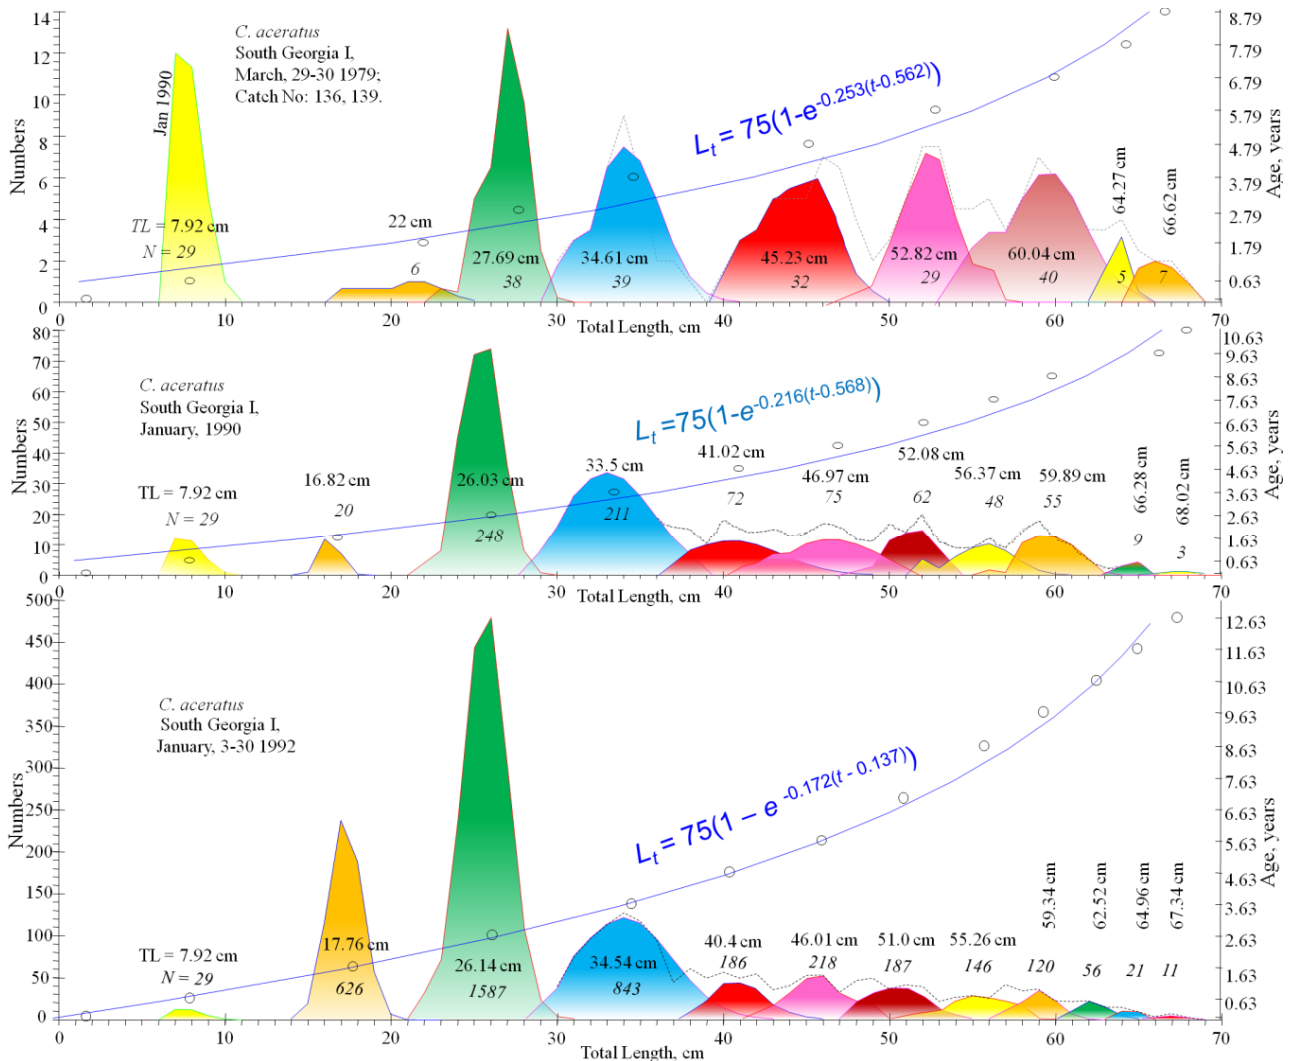 C. aceratus
South Georgia I,
March, 29-30 1979;
Catch No: 136, 139.
Jan 1990
Lt = 75(1-e-0.253(t-0.562))
Numbers
14
12
10
8
6
4
2
0
8.79
7.79
6.79
5.79
4.79
3.79
2.79
1.79
0.63
Age, years
TL = 7.92 cm
N = 29
22 cm
6
27.69 cm
38
34.61 cm
39
45.23 cm
32
52.82 cm
29
60.04 cm
40
64.27 cm
5
66.62 cm
7
0 10 20 30 40 50 60 70
Total Length, cm
C. aceratus
South Georgia I,
January, 1990
Lt =75(1-e-0.216(t-0.568))
Numbers
80
70
60
50
40
30
20
10
0
10.63
9.63
8.63
7.63
6.63
5.63
4.63
3.63
2.63
1.63
0.63
Age, years
TL = 7.92 cm
N = 29
16.82 cm
20
26.03 cm
248
33.5 cm
211
41.02 cm
72
46.97 cm
75
52.08 cm
62
56.37 cm
48
59.89 cm
55
66.28 cm
9
68.02 cm
3
0 10 20 30 40 50 60 70
Total Length, cm
C. aceratus
South Georgia I,
January, 3-30 1992
Lt = 75(1 – e -0.172(t - 0.137))
Numbers
500
450
400
350
300
250
200
150
100
50
0
12.63
11.63
10.63
9.63
8.63
7.63
6.63
5.63
4.63
3.63
2.63
1.63
0.63
Age, years
TL = 7.92 cm
N = 29
17.76 cm
626
26.14 cm
1587
34.54 cm
843
40.4 cm
186
46.01 cm
218
51.0 cm
187
55.26 cm
146
59.34 cm
120
62.52 cm
56
64.96 cm
21
67.34 cm
11
0 10 20 30 40 50 60 70
Total Length, cm